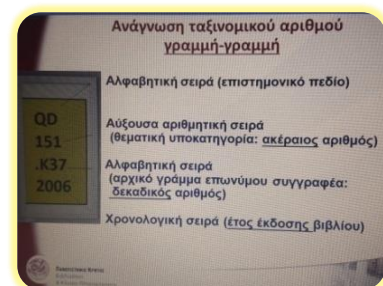 Ανάγνωση ταξινομικού αριθμού
γραμμή-γραμμή
Αλφαβητική σειρά (επιστημονικό πεδίο)
QD
151
.K37
2006
Αύξουσα αριθμητική σειρά
(θεματική υποκατηγορία: ακέραιος αριθμός)
Αλφαβητική σειρά
(αρχικό γράμμα επωνύμου συγγραφέα:
δεκαδικός αριθμός)
Χρονολογική σειρά (έτος έκδοσης βιβλίου)